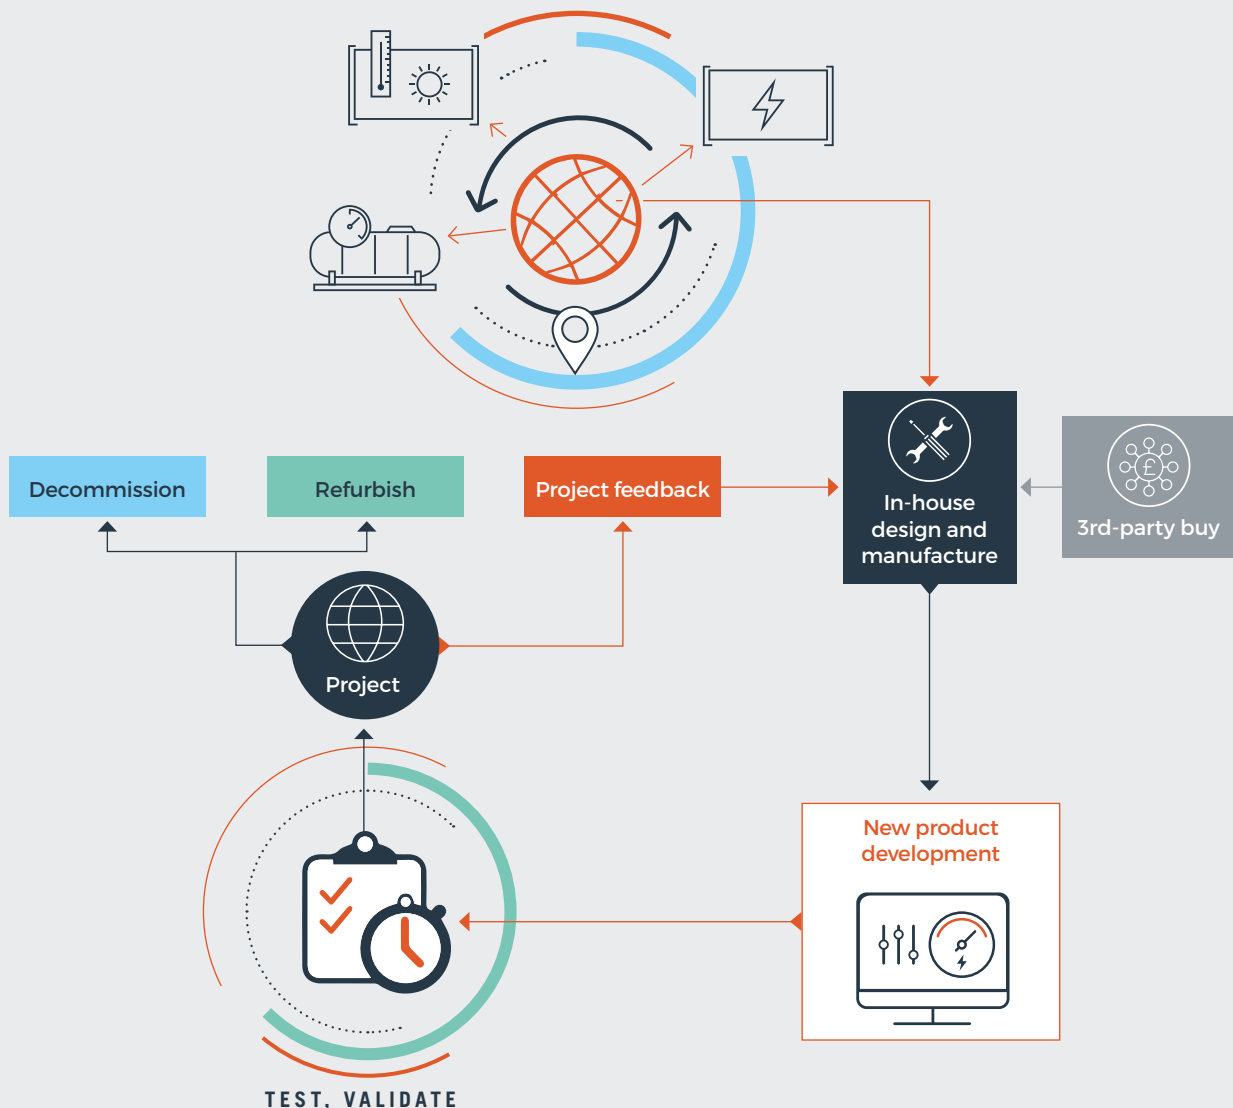 Decommission
Refurbish
Project feedback
In-house
design and
manufacture
£
3rd-party buy
Project
New product
development
TEST, VALIDATE